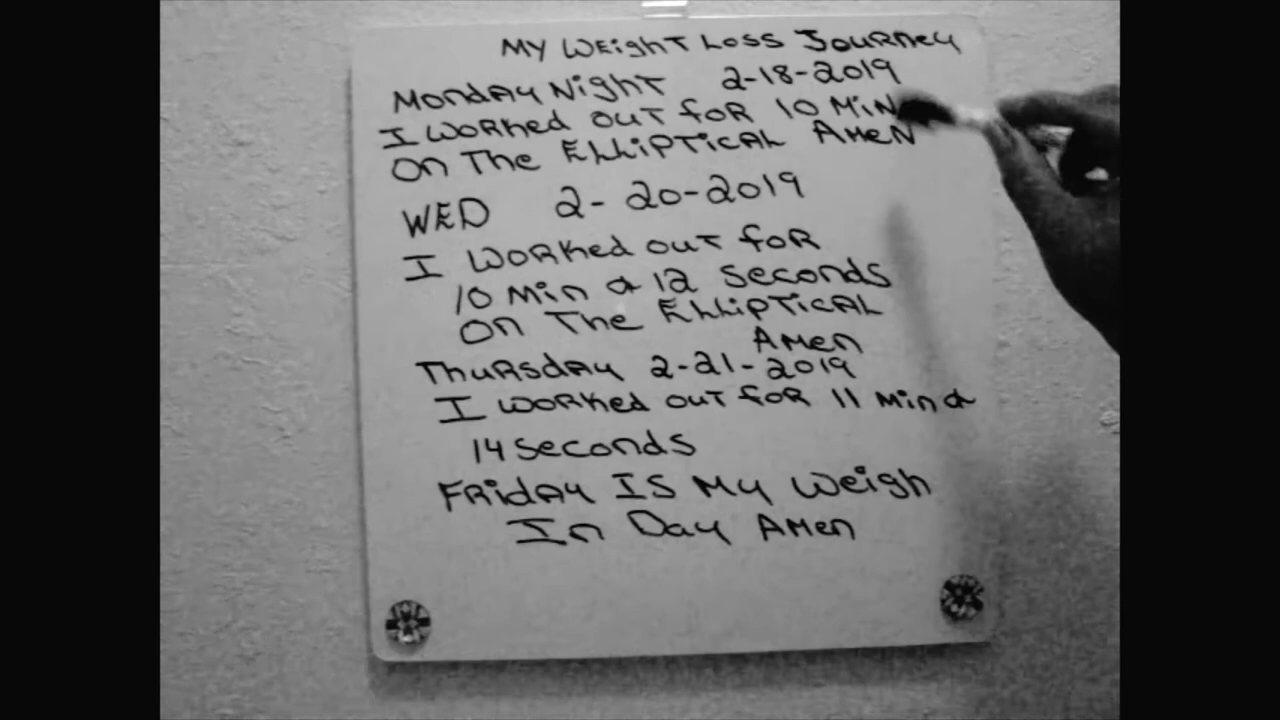 My Weight Loss Journey
Monday Night 2-18-2019
I worked out for 10 Min
on The Elliptical Amen
WED 2-20-2019
I worked out for
10 Min & 12 Seconds
on The Elliptical
Amen
Thursday 2-21-2019
I worked out for 11 Min &
14 seconds
Friday Is My Weigh
In Day Amen